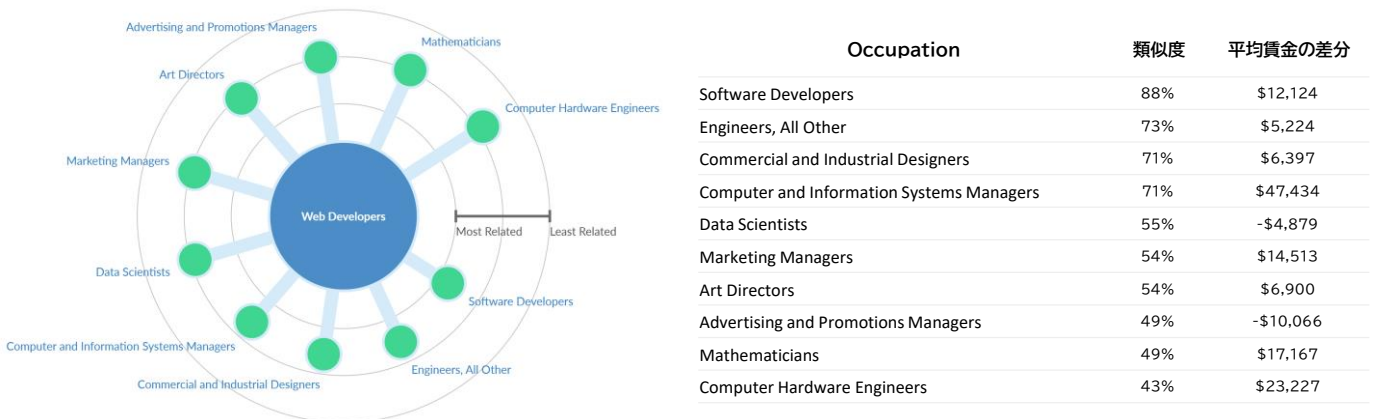 Advertising and Promotions Managers
Mathematicians
Art Directors
Computer Hardware Engineers
Marketing Managers
Web Developers
Most Related
Least Related
Data Scientists
Software Developers
Computer and Information Systems Managers
Engineers, All Other
Commercial and Industrial Designers
Occupation 類似度 平均賃金の差分
Software Developers 88% $12,124
Engineers, All Other 73% $5,224
Commercial and Industrial Designers 71% $6,397
Computer and Information Systems Managers 71% $47,434
Data Scientists 55% -$4,879
Marketing Managers 54% $14,513
Art Directors 54% $6,900
Advertising and Promotions Managers 49% -$10,066
Mathematicians 49% $17,167
Computer Hardware Engineers 43% $23,227